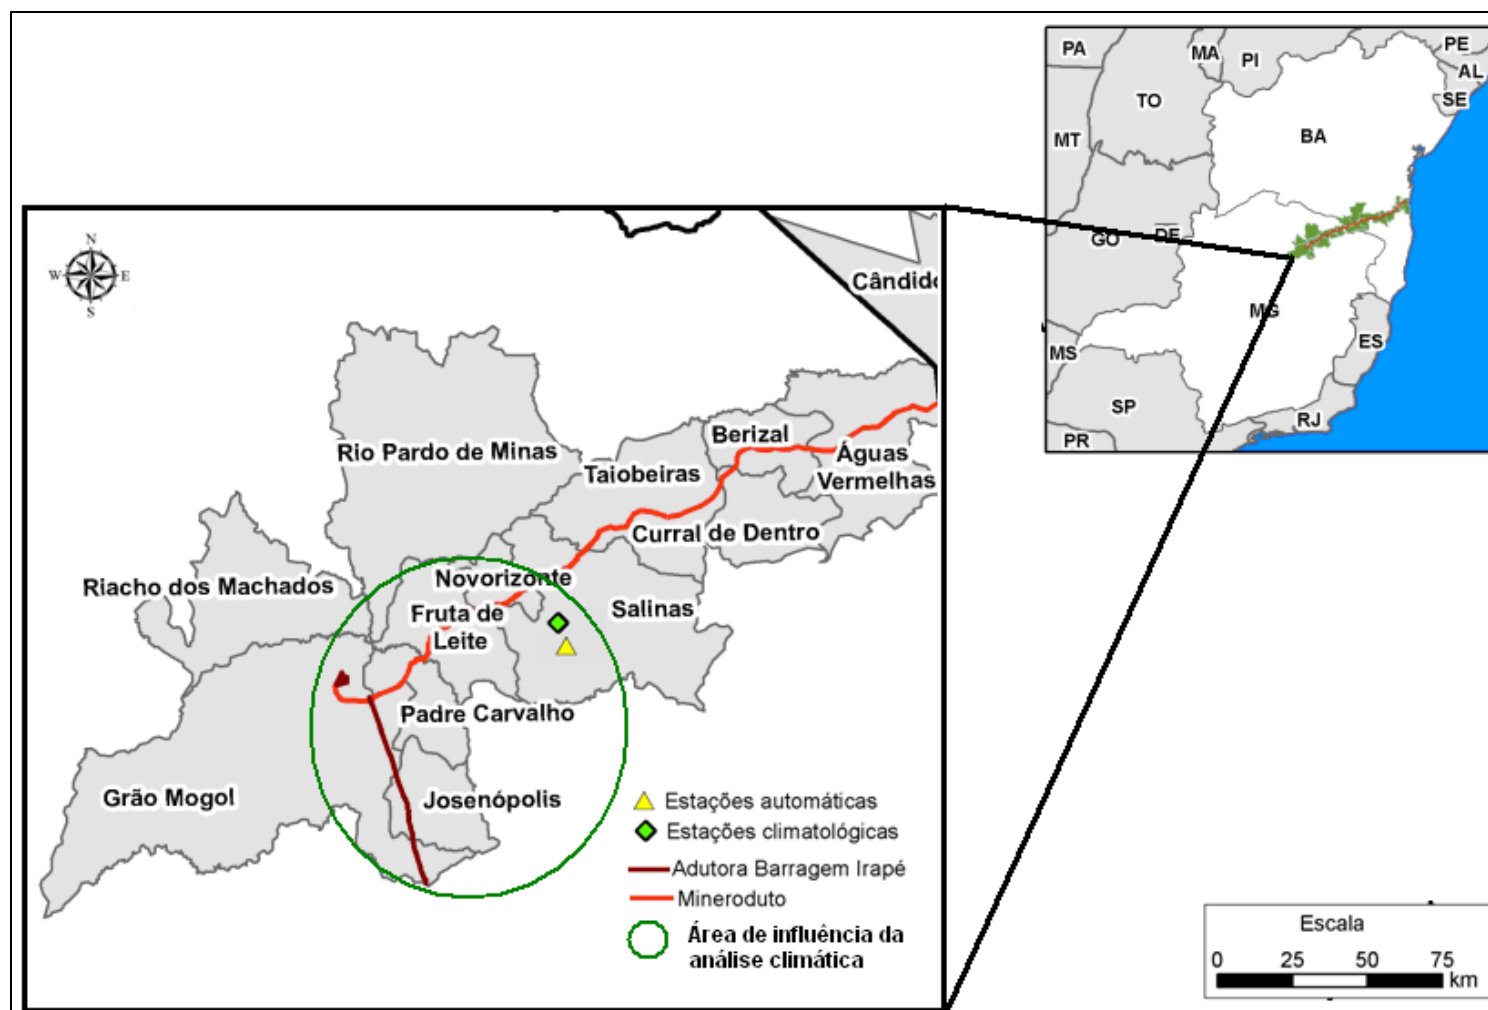 PA
MA
PI
PE
AL
SE
TO
BA
MT
GO
DF
MG
ES
MS
SP
RJ
PR
N
W
E
S
Cândido
Rio Pardo de Minas
Berizal
Águas
Vermelhas
Taiobeiras
Curral de Dentro
Riacho dos Machados
Novorizonte
Fruta de
Leite
Salinas
Padre Carvalho
Grão Mogol
Josenópolis
Estações automáticas
Estações climatológicas
Adutora Barragem Irapé
Mineroduto
Área de influência da
análise climática
Escala
0 25 50 75
km